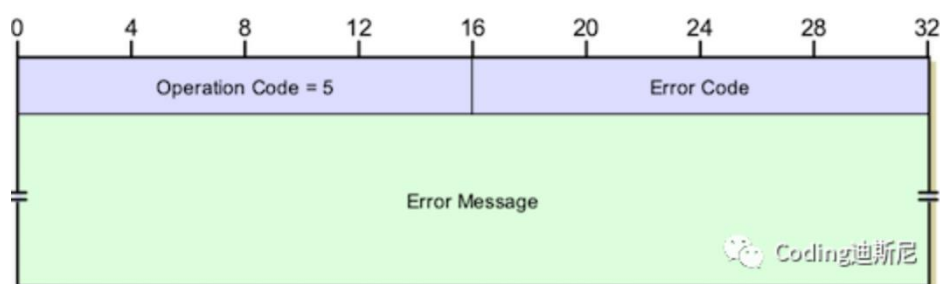 0 4 8 12 16 20 24 28 32
Operation Code = 5 Error Code
Error Message
Coding迪斯尼